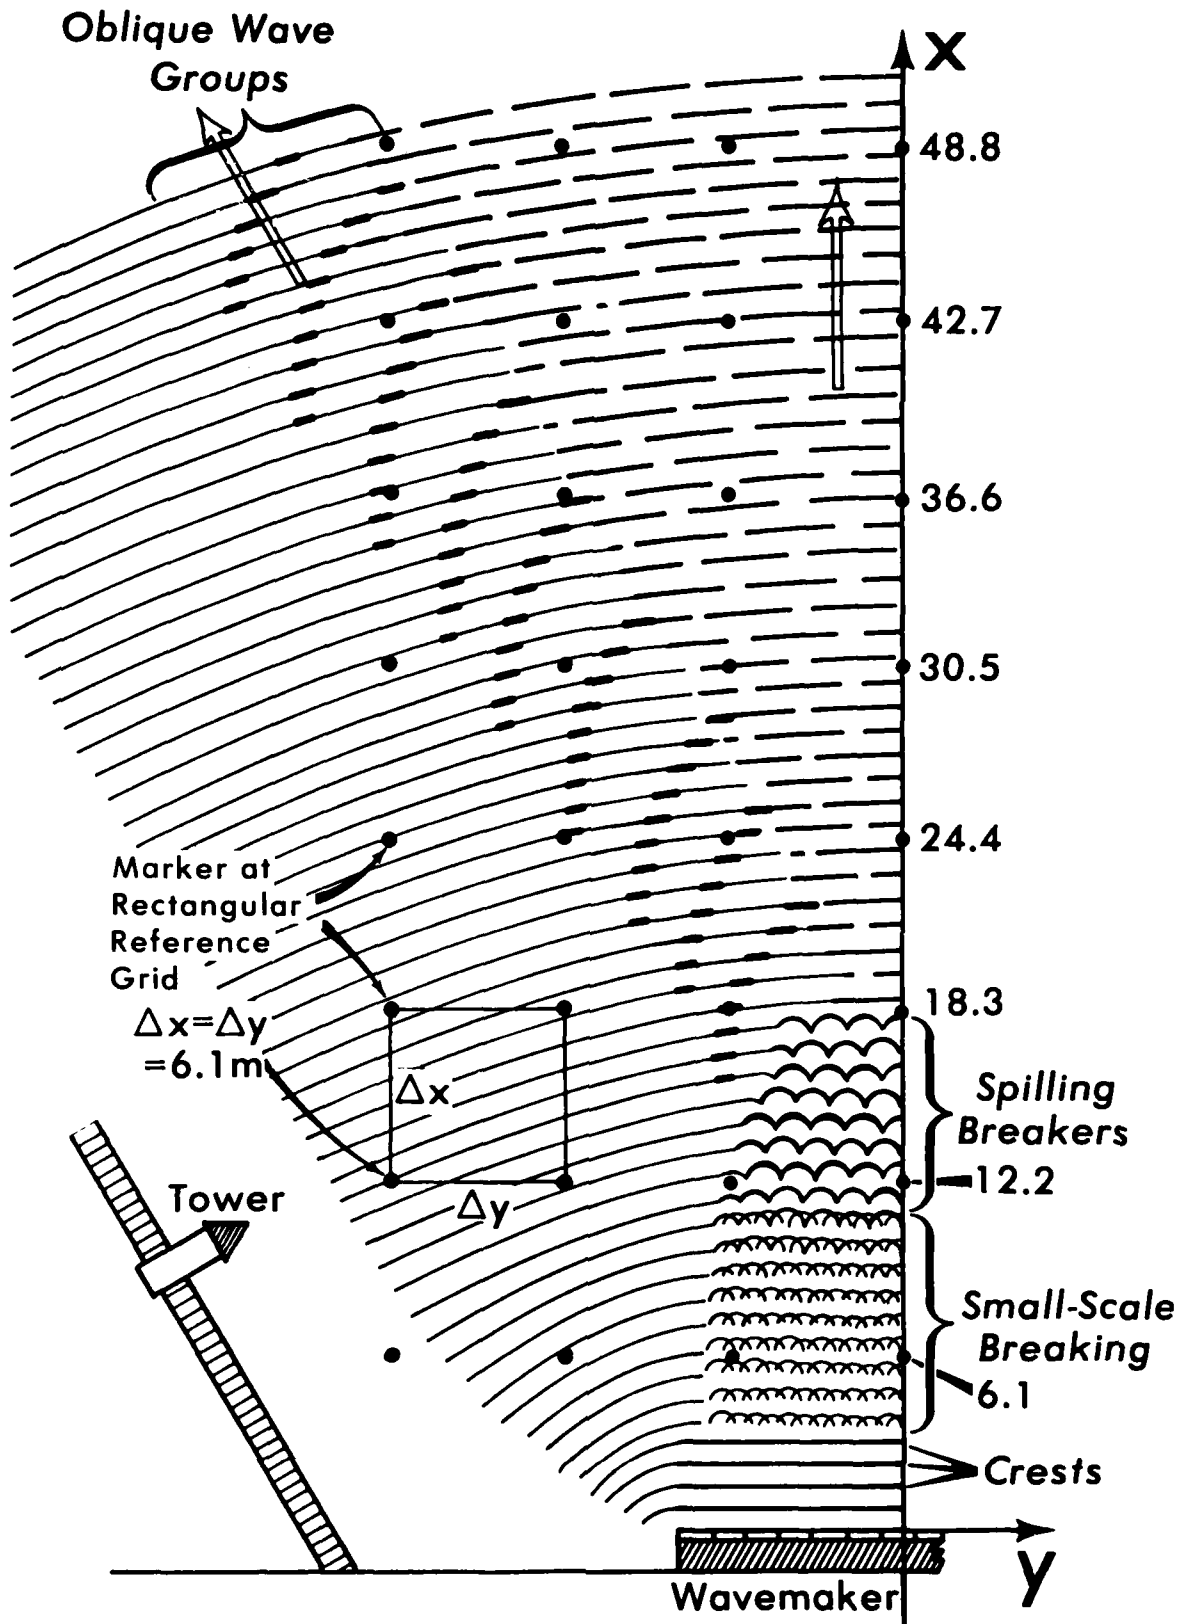 Oblique Wave
Groups
X
48.8
42.7
36.6
30.5
24.4
Marker at
Rectangular
Reference
Grid
Δx=Δy
=6.1m
18.3
Δx
Δy
Spilling
Breakers
12.2
Tower
Small-Scale
Breaking
6.1
Crests
y
Wavemaker